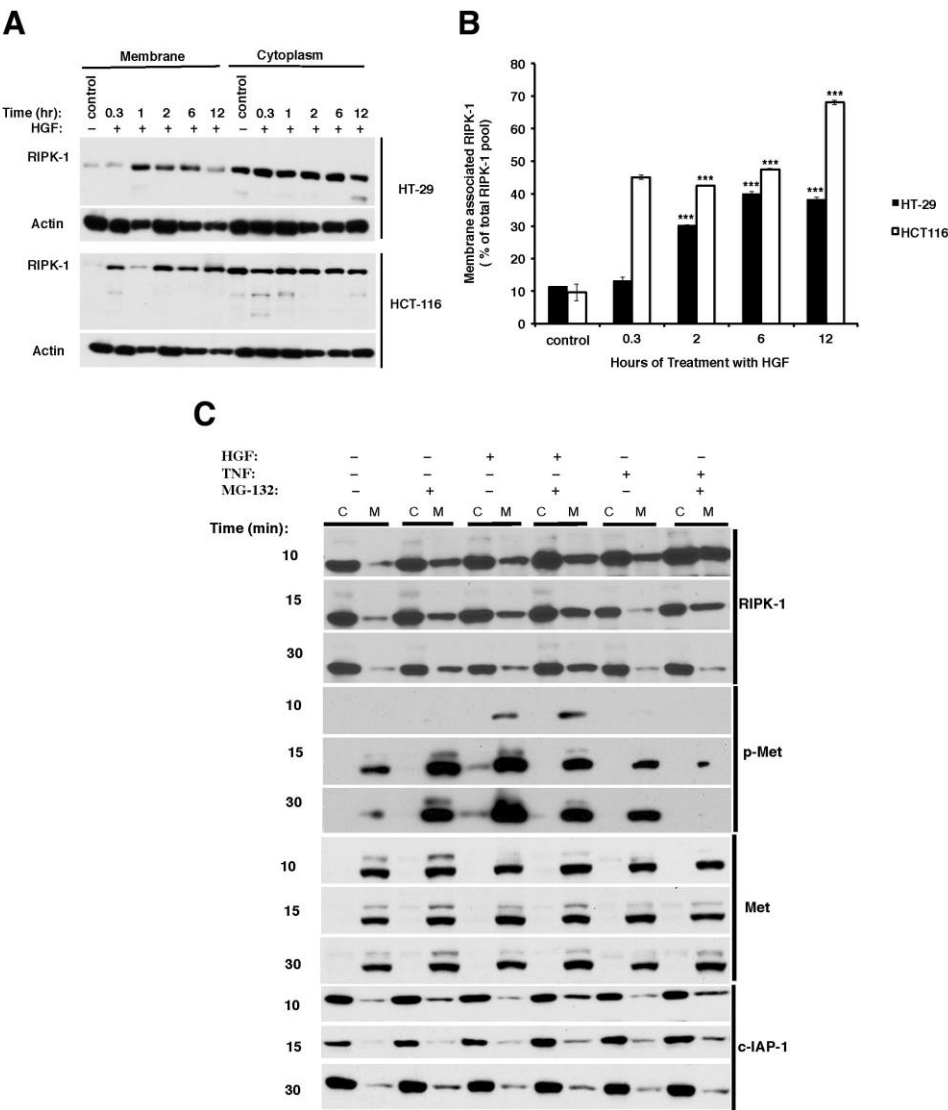 A
Membrane Cytoplasm
control control
Time (hr): 0.3 1 2 6 12 0.3 1 2 6 12
HGF: – + + + + + – + + + + +
RIPK-1
HT-29
Actin
RIPK-1
HCT-116
Actin
B
Membrane associated RIPK-1
( % of total RIPK-1 pool)
80
70
60
50
40
30
20
10
0
*** *** *** *** *** ***
control 0.3 2 6 12
Hours of Treatment with HGF
HT-29
HCT116
C
HGF: – – + + – –
TNF: – – – – + +
MG-132: – + – + – +
C M C M C M C M C M C M
Time (min):
10
15 RIPK-1
30
10
15 p-Met
30
10
15 Met
30
10
15 c-IAP-1
30